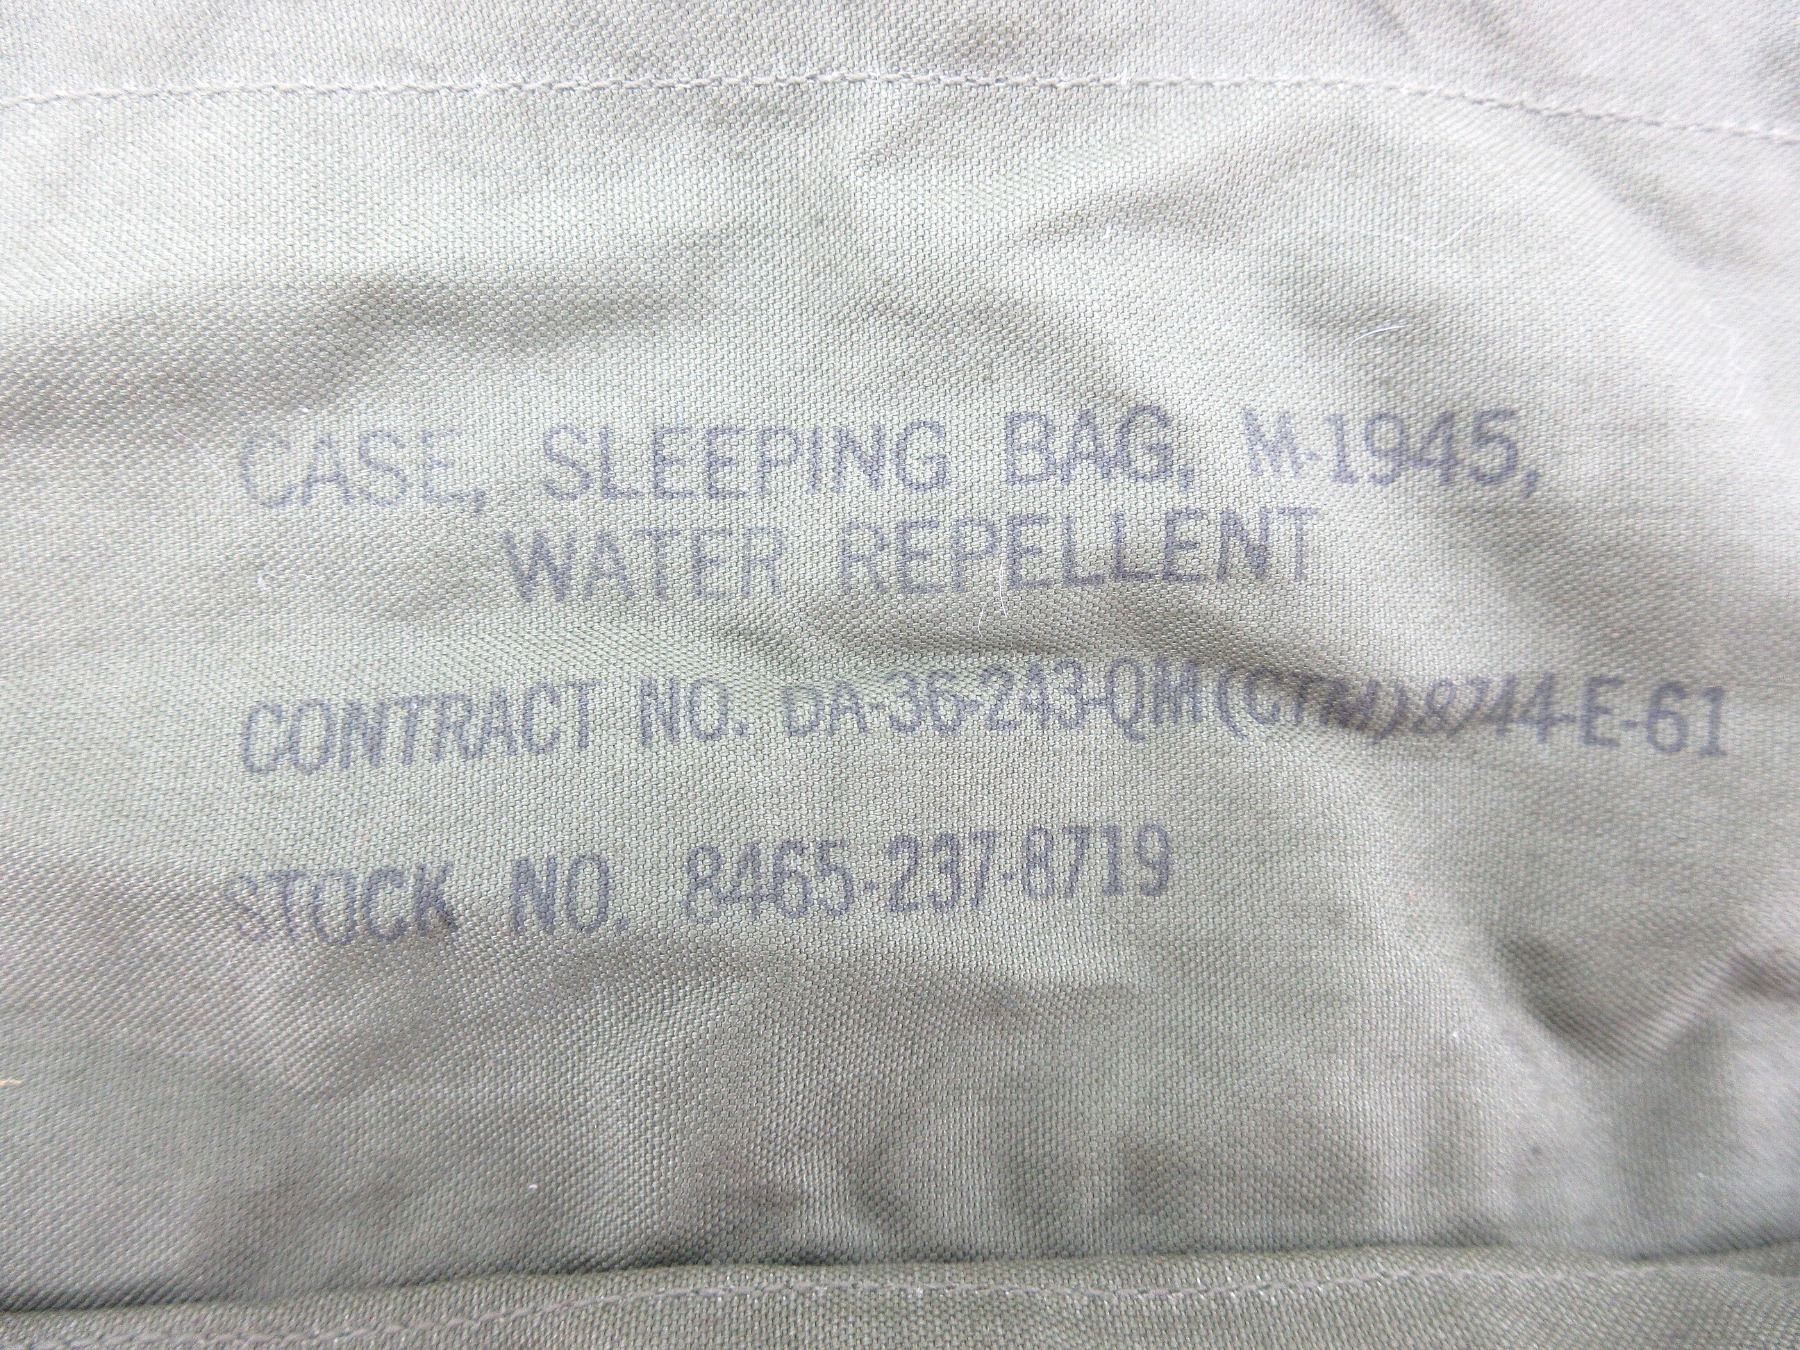 CASE, SLEEPING BAG, M-1945,
WATER REPELLENT
CONTRACT NO. DA-36-243-QM(CTM)-8744-E-61
STOCK NO. 8465-237-8719